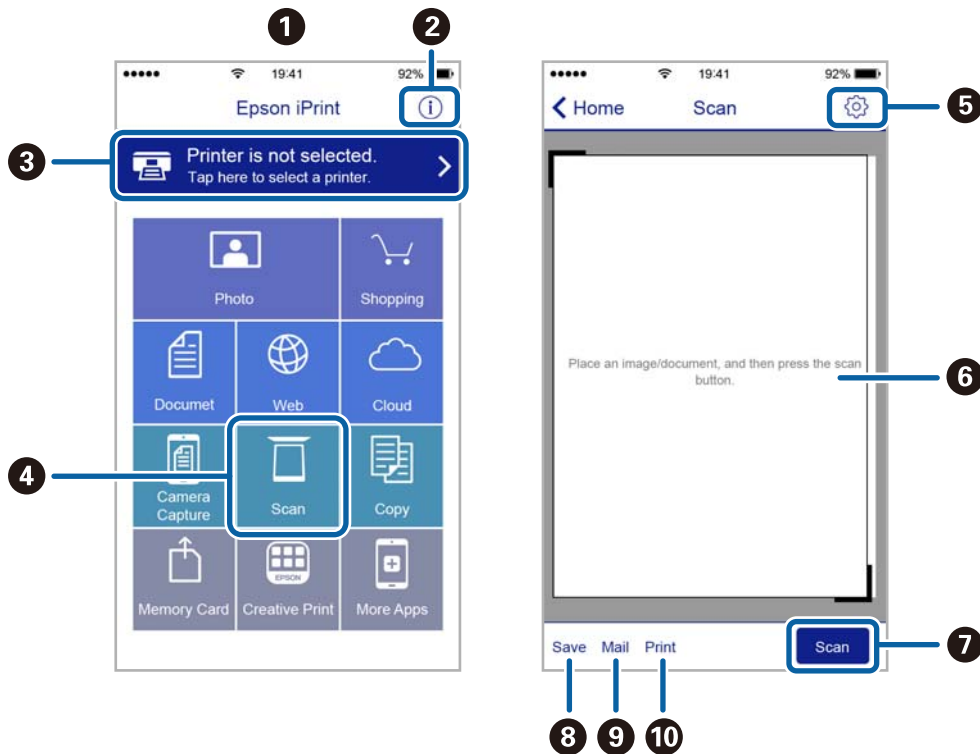 1
2
●●●●● 19:41 92%
Epson iPrint
3
Printer is not selected.
Tap here to select a printer.
Photo
Shopping
Documet
Web
Cloud
4
Camera
Capture
Scan
Copy
EPSON
Memory Card
Creative Print
More Apps
●●●●● 19:41 92%
Home
Scan
5
Place an image/document, and then press the scan
button.
6
Save Mail Print
Scan
7
8 9 10